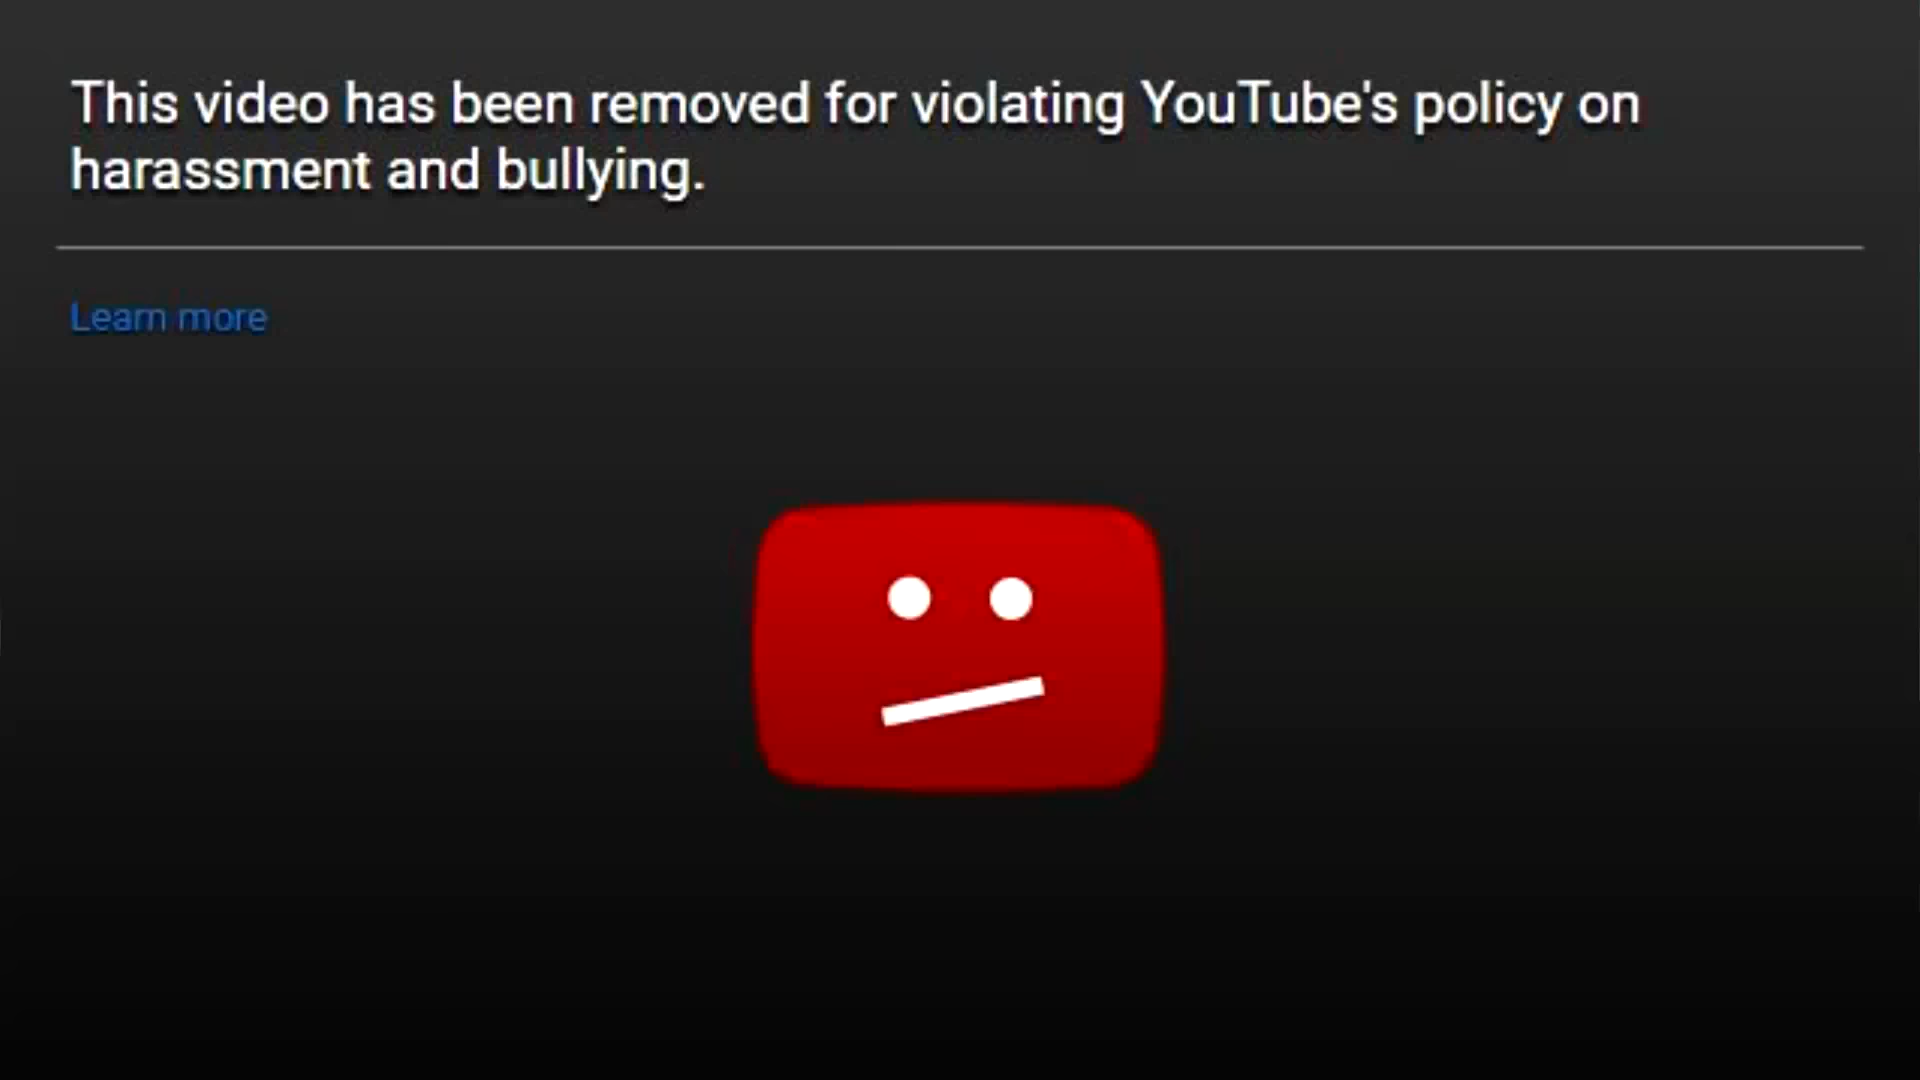 This video has been removed for violating YouTube's policy on
harassment and bullying.
Learn more